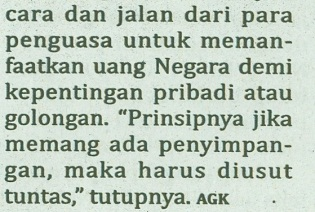 cara dan jalan dari para
penguasa untuk meman-
faatkan uang Negara demi
kepentingan pribadi atau
golongan. “Prinsipnya jika
memang ada penyimpan-
gan, maka harus diusut
tuntas,” tutupnya. AGK